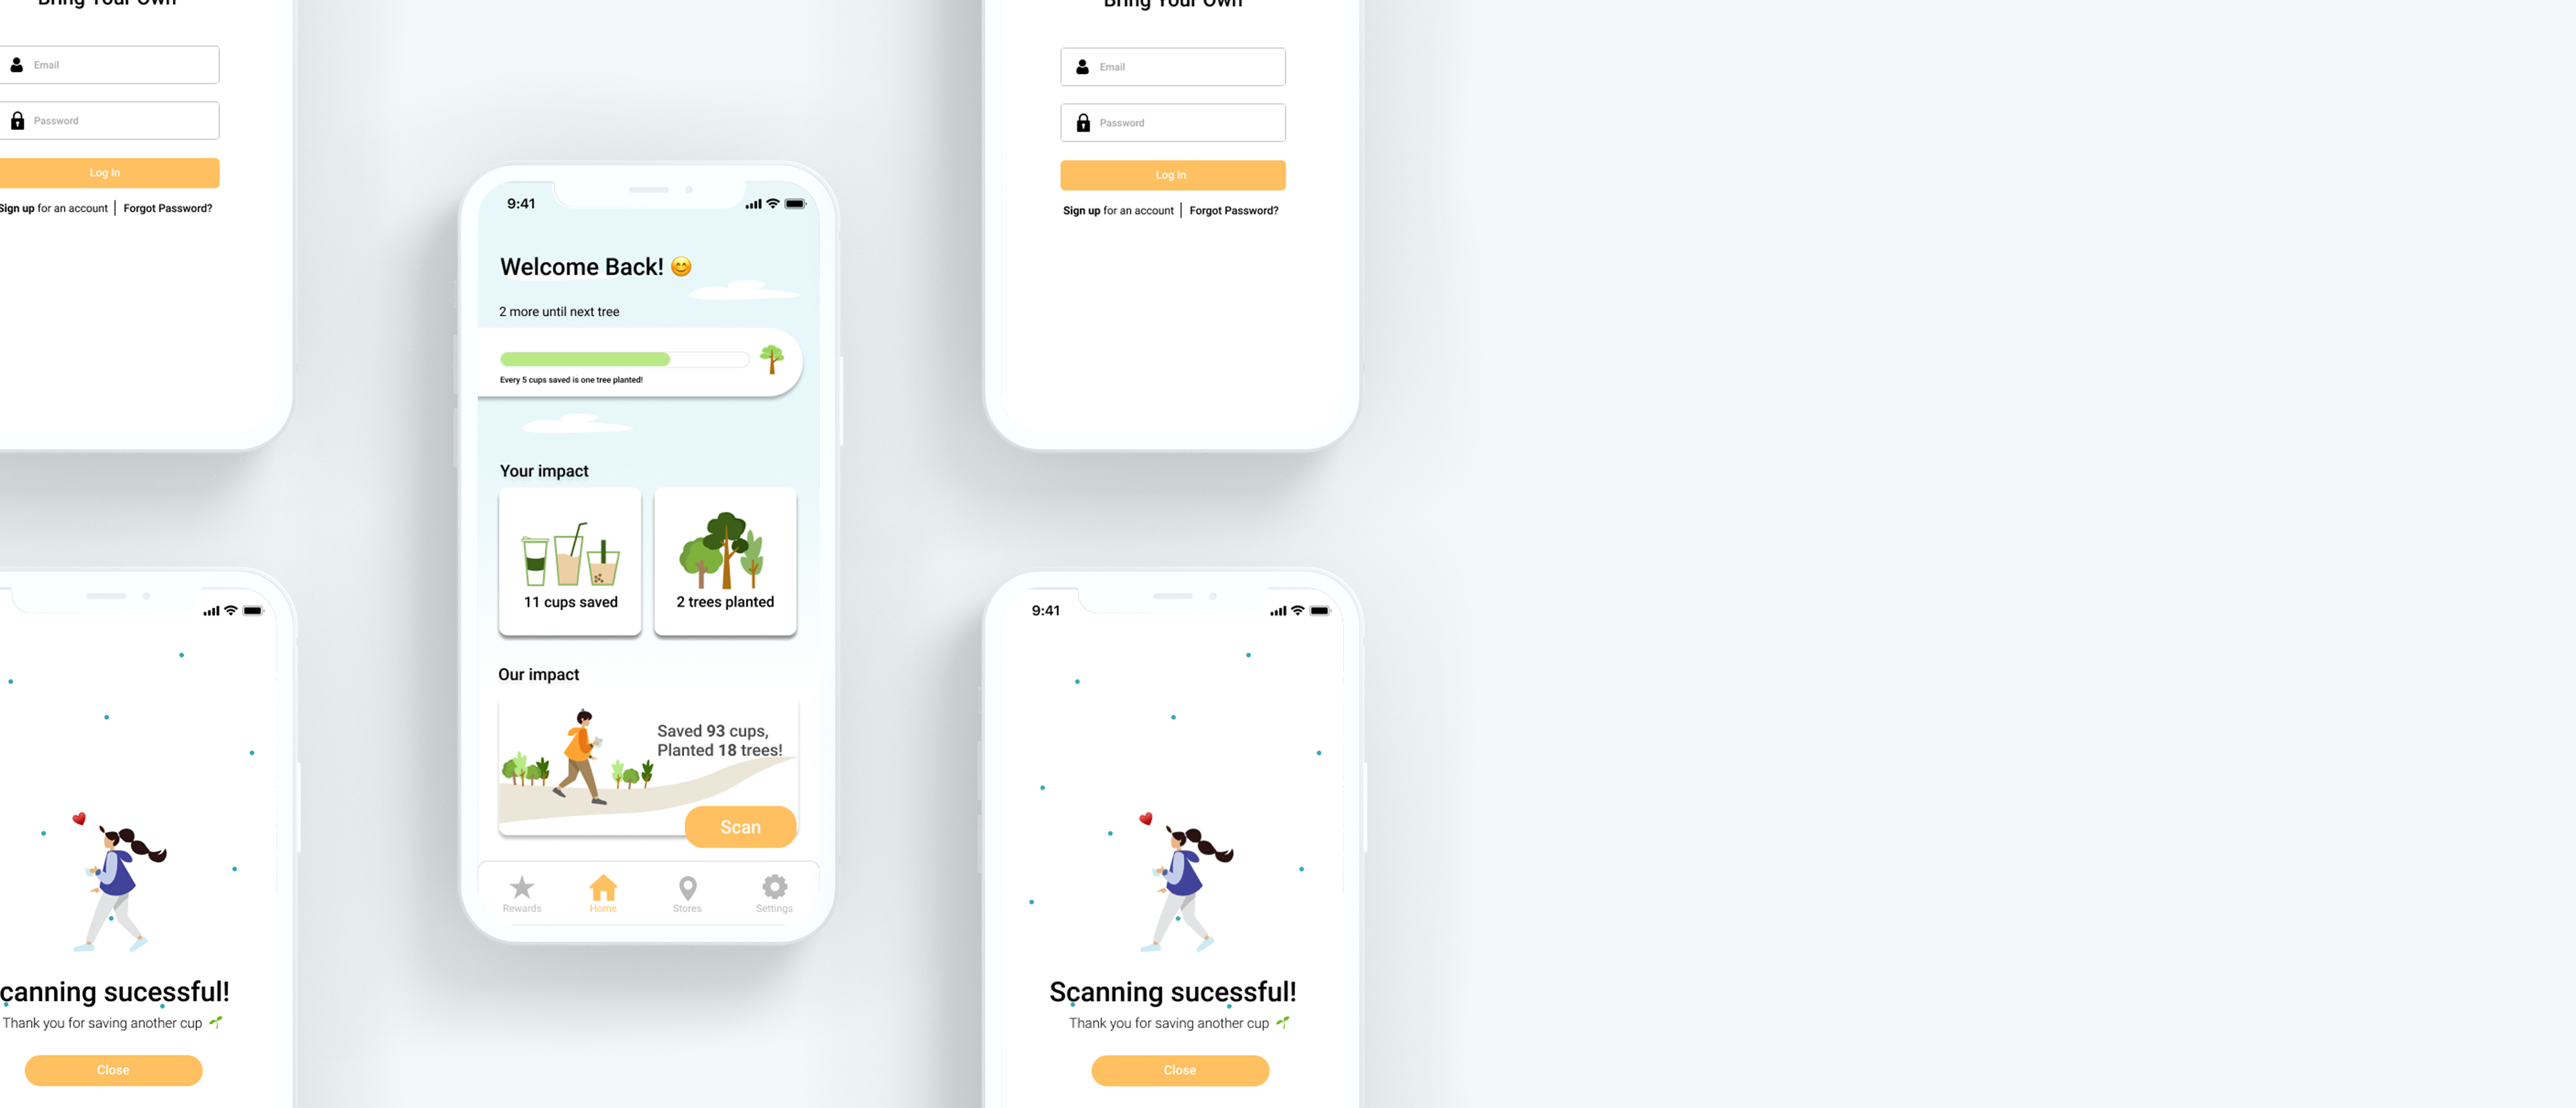 Bring Your Own
Email
Password
Log In
Sign up for an account | Forgot Password?
canning sucessful!
Thank you for saving another cup
Close
9:41
Welcome Back! 😊
2 more until next tree
Every 5 cups saved is one tree planted!
Your impact
11 cups saved
2 trees planted
Our impact
Saved 93 cups,
Planted 18 trees!
Scan
Rewards
Home
Stores
Settings
Bring Your Own
Email
Password
Log In
Sign up for an account | Forgot Password?
9:41
Scanning sucessful!
Thank you for saving another cup 🌱
Close